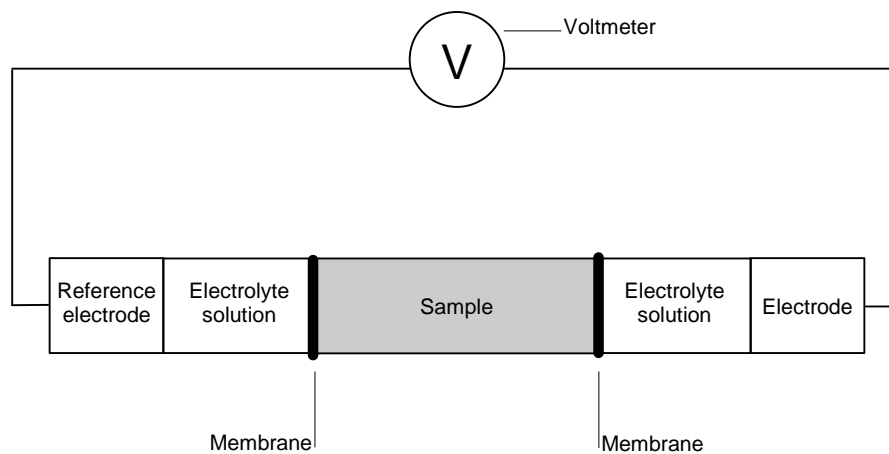 Voltmeter
V
Reference
electrode
Electrolyte
solution
Sample
Electrolyte
solution
Electrode
Membrane
Membrane